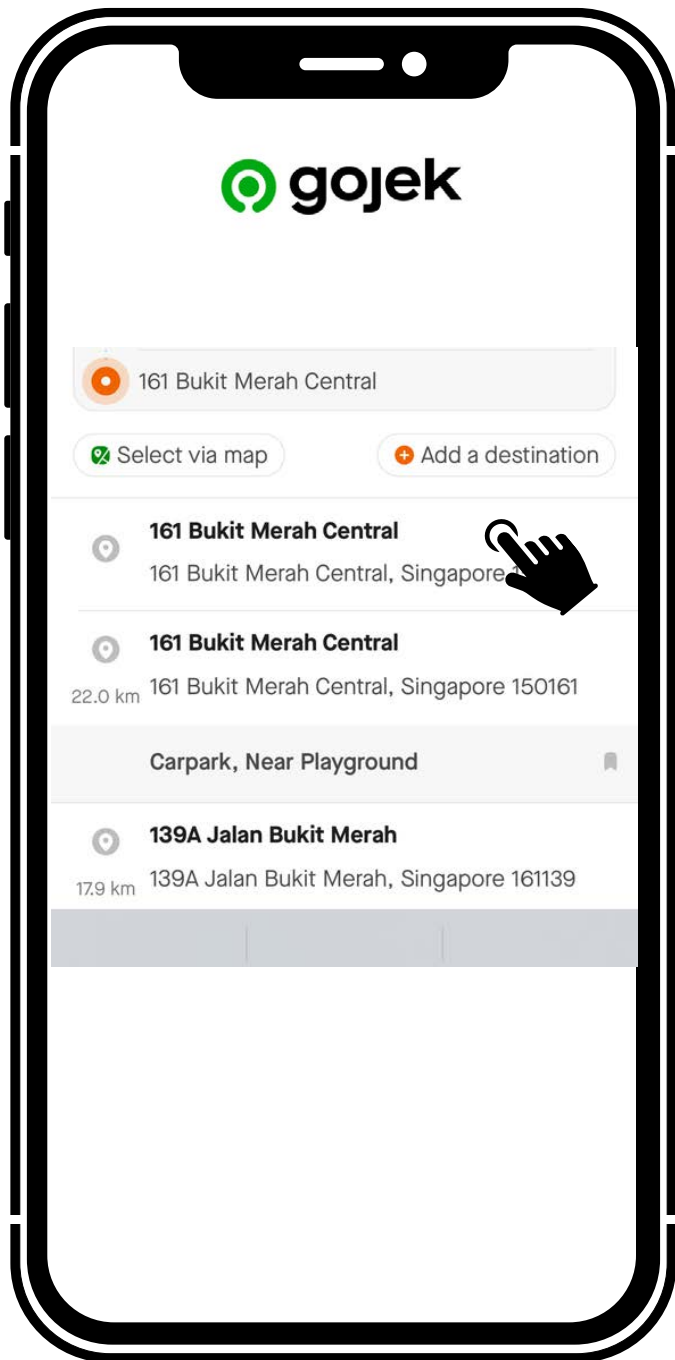 gojek
161 Bukit Merah Central
Select via map
Add a destination
161 Bukit Merah Central
161 Bukit Merah Central, Singapore
161 Bukit Merah Central
22.0 km
161 Bukit Merah Central, Singapore 150161
Carpark, Near Playground
139A Jalan Bukit Merah
17.9 km
139A Jalan Bukit Merah, Singapore 161139